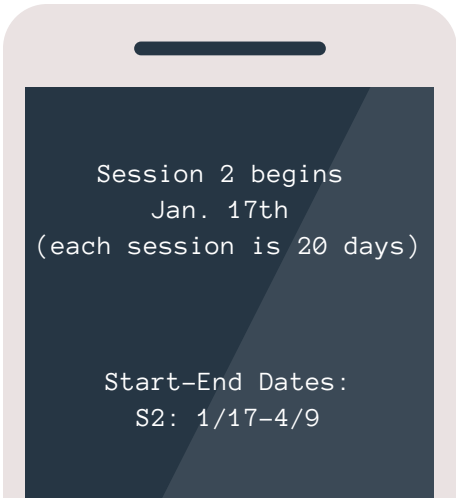 Session 2 begins
Jan. 17th
(each session is 20 days)
Start-End Dates:
S2: 1/17-4/9